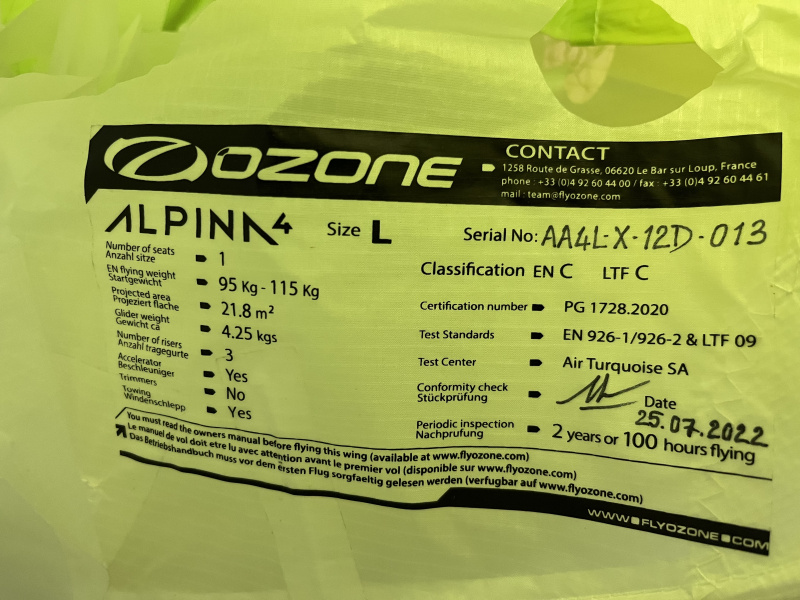 OZONE
CONTACT
1258 Route de Grasse, 06620 Le Bar sur Loup, France
phone : +33 (0)4 92 60 44 00 / fax : +33 (0)4 92 60 44 61
mail : team@flyozone.com
ALPINA4 Size L Serial No: AA4L-X-12D-013
Number of seats
Anzahl sitze 1
EN flying weight
Startgewicht 95 Kg - 115 Kg
Projected area
Projeziert flache 21.8 m²
Glider weight
Gewicht ca 4.25 kgs
Number of risers
Anzahl tragegurte 3
Accelerator
Beschleuniger Yes
Trimmers No
Towing
Windenschlepp Yes
Classification EN C LTF C
Certification number PG 1728.2020
Test Standards EN 926-1/926-2 & LTF 09
Test Center Air Turquoise SA
Conformity check
Stückprüfung Date
25.07.2022
Periodic inspection
Nachprufung 2 years or 100 hours flying
You must read the owners manual before flying this wing (available at www.flyozone.com)
Le manuel de vol doit etre lu avec attention avant le premier vol (disponible sur www.flyozone.com)
Das Betriebshandbuch muss vor dem ersten Flug sorgfaeltig gelesen werden (verfugbar auf www.flyozone.com)
WWW.FLYOZONE.COM